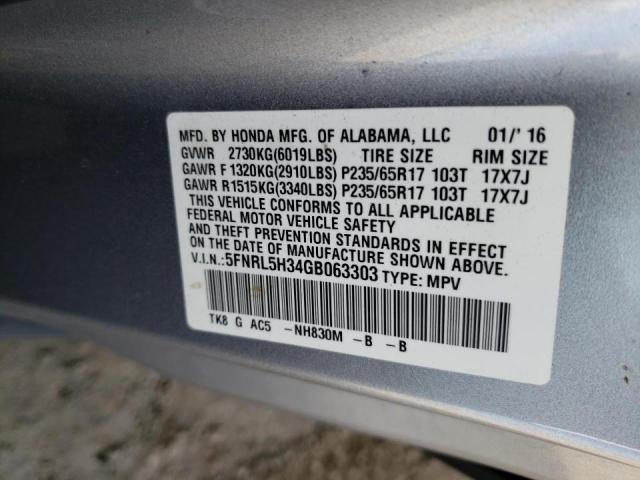 MFD. BY HONDA MFG. OF ALABAMA, LLC 01/' 16
GVWR 2730KG(6019LBS) TIRE SIZE RIM SIZE
GAWR F 1320KG(2910LBS) P235/65R17 103T 17X7J
GAWR R1515KG(3340LBS) P235/65R17 103T 17X7J
THIS VEHICLE CONFORMS TO ALL APPLICABLE
FEDERAL MOTOR VEHICLE SAFETY
AND THEFT PREVENTION STANDARDS IN EFFECT
ON THE DATE OF MANUFACTURE SHOWN ABOVE.
V.I.N.:5FNRL5H34GB063303 TYPE: MPV
TK8 G AC5 -NH830M -B -B